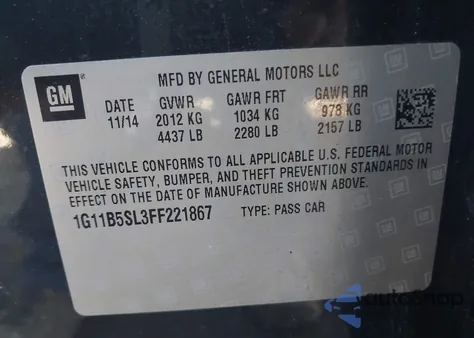 GM
MFD BY GENERAL MOTORS LLC
DATE GVWR GAWR FRT GAWR RR
11/14 2012 KG 1034 KG 978 KG
4437 LB 2280 LB 2157 LB
THIS VEHICLE CONFORMS TO ALL APPLICABLE U.S. FEDERAL MOTOR
VEHICLE SAFETY, BUMPER, AND THEFT PREVENTION STANDARDS IN
EFFECT ON THE DATE OF MANUFACTURE SHOWN ABOVE.
1G11B5SL3FF221867 TYPE: PASS CAR